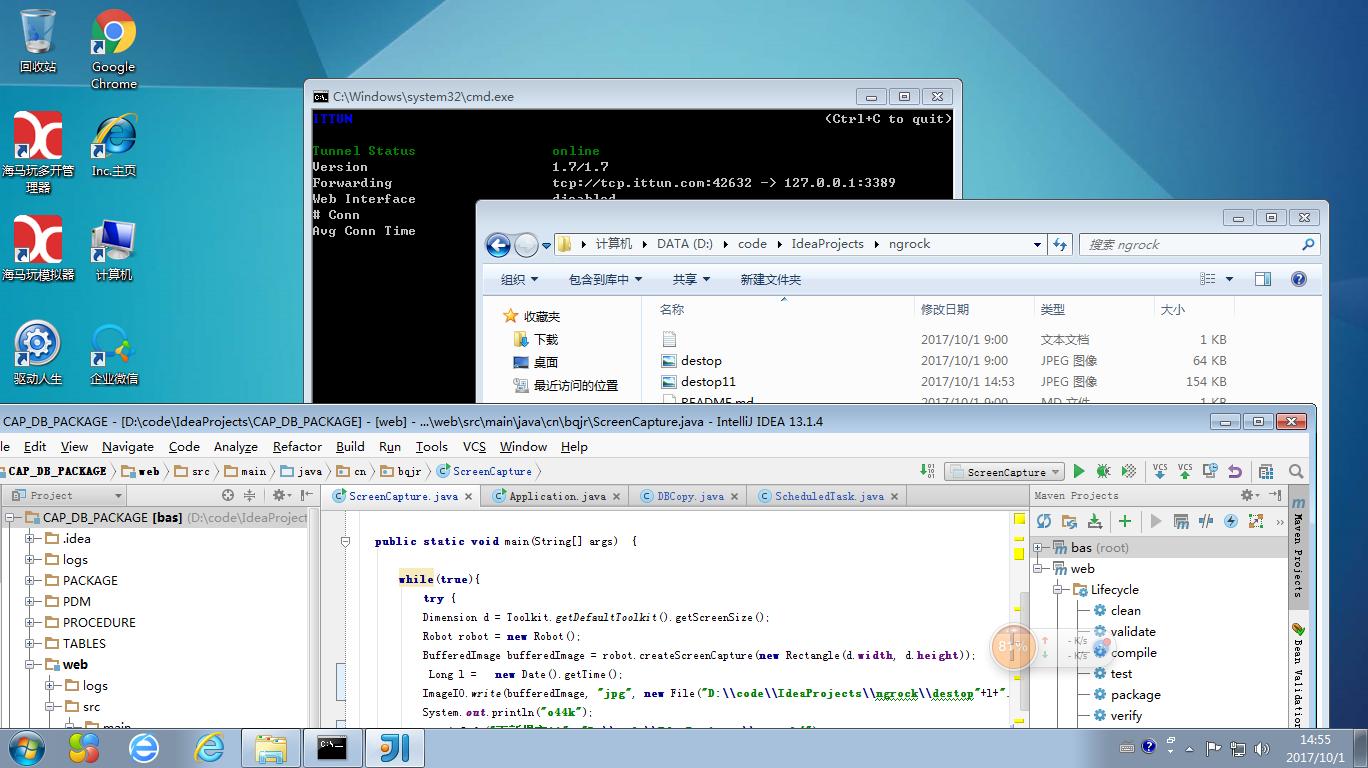 回收站
Google
Chrome
海马玩多开管
理器
Inc.主页
海马玩模拟器
计算机
驱动人生
企业微信
C:\Windows\system32\cmd.exe
ITTUN (Ctrl+C to quit)
Tunnel Status online
Version 1.7/1.7
Forwarding tcp://tcp.ittun.com:42632 -> 127.0.0.1:3389
Web Interface disabled
# Conn
Avg Conn Time
计算机 DATA (D:) code IdeaProjects ngrock
搜索 ngrock
组织 包含到库中 共享 新建文件夹
收藏夹
下载
桌面
最近访问的位置
名称 修改日期 类型 大小
2017/10/1 9:00 文本文档 1 KB
destop 2017/10/1 9:00 JPEG 图像 64 KB
destop11 2017/10/1 14:53 JPEG 图像 154 KB
README.md 2017/10/1 9:00 MD 文件 1 KB
CAP_DB_PACKAGE - [D:\code\IdeaProjects\CAP_DB_PACKAGE] - [web] - ...\web\src\main\java\cn\bqjr\ScreenCapture.java - IntelliJ IDEA 13.1.4
le Edit View Navigate Code Analyze Refactor Build Run Tools VCS Window Help
CAP_DB_PACKAGE web src main java cn bqjr ScreenCapture
ScreenCapture
VCS VCS
Project
ScreenCapture.java Application.java DBCopy.java ScheduledTask.java
Maven Projects
CAP_DB_PACKAGE [bas] (D:\code\IdeaProject
.idea
logs
PACKAGE
PDM
PROCEDURE
TABLES
web
logs
src
main
public static void main(String[] args) {
while(true){
try {
Dimension d = Toolkit.getDefaultToolkit().getScreenSize();
Robot robot = new Robot();
BufferedImage bufferedImage = robot.createScreenCapture(new Rectangle(d.width, d.height));
Long l = new Date().getTime();
ImageIO.write(bufferedImage, "jpg", new File("D:\\code\\IdeaProjects\\ngrock\\destop"+l+".
System.out.println("o44k");
bas (root)
web
Lifecycle
clean
validate
compile
test
package
verify
Maven Projects
Bean Validation
- K/s
- K/s
14:55
2017/10/1